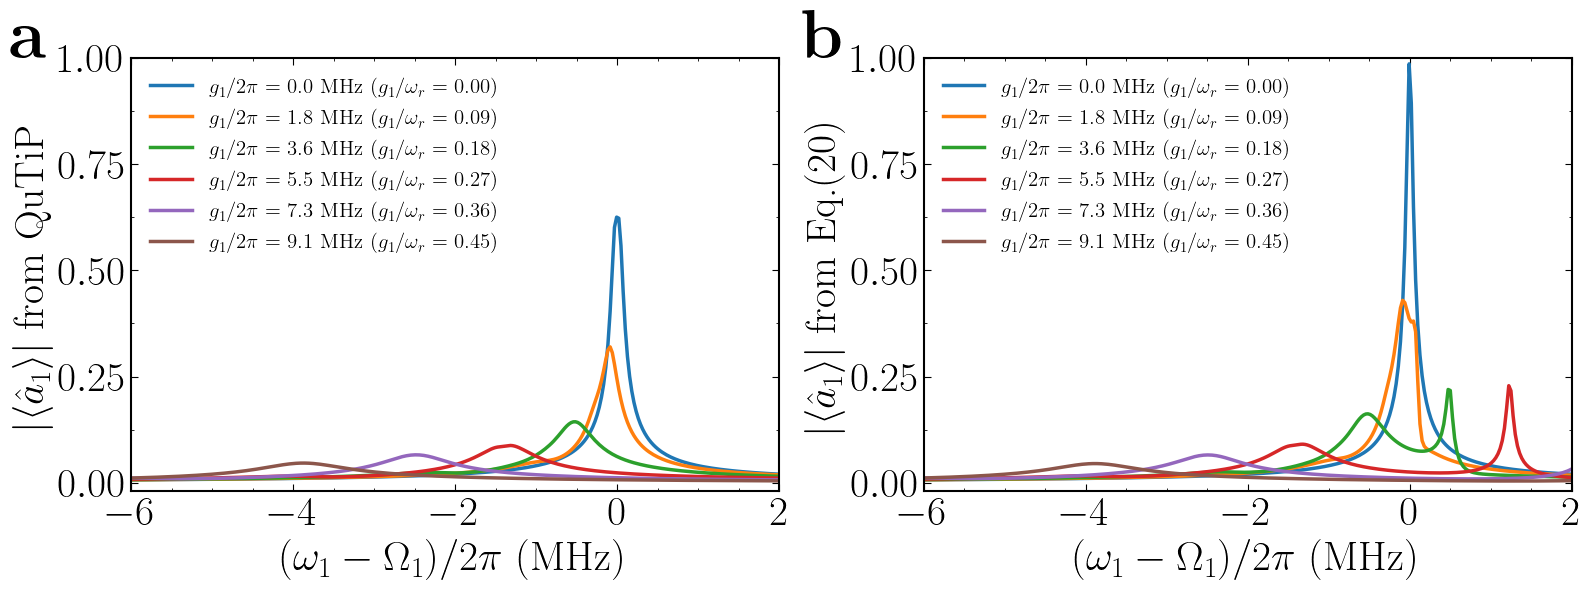 a
1.00
0.75
0.50
0.25
0.00
|⟨â₁⟩| from QuTiP
g₁/2π = 0.0 MHz (g₁/ωᵣ = 0.00)
g₁/2π = 1.8 MHz (g₁/ωᵣ = 0.09)
g₁/2π = 3.6 MHz (g₁/ωᵣ = 0.18)
g₁/2π = 5.5 MHz (g₁/ωᵣ = 0.27)
g₁/2π = 7.3 MHz (g₁/ωᵣ = 0.36)
g₁/2π = 9.1 MHz (g₁/ωᵣ = 0.45)
−6 −4 −2 0 2
(ω₁ − Ω₁)/2π (MHz)
b
1.00
0.75
0.50
0.25
0.00
|⟨â₁⟩| from Eq.(20)
g₁/2π = 0.0 MHz (g₁/ωᵣ = 0.00)
g₁/2π = 1.8 MHz (g₁/ωᵣ = 0.09)
g₁/2π = 3.6 MHz (g₁/ωᵣ = 0.18)
g₁/2π = 5.5 MHz (g₁/ωᵣ = 0.27)
g₁/2π = 7.3 MHz (g₁/ωᵣ = 0.36)
g₁/2π = 9.1 MHz (g₁/ωᵣ = 0.45)
−6 −4 −2 0 2
(ω₁ − Ω₁)/2π (MHz)